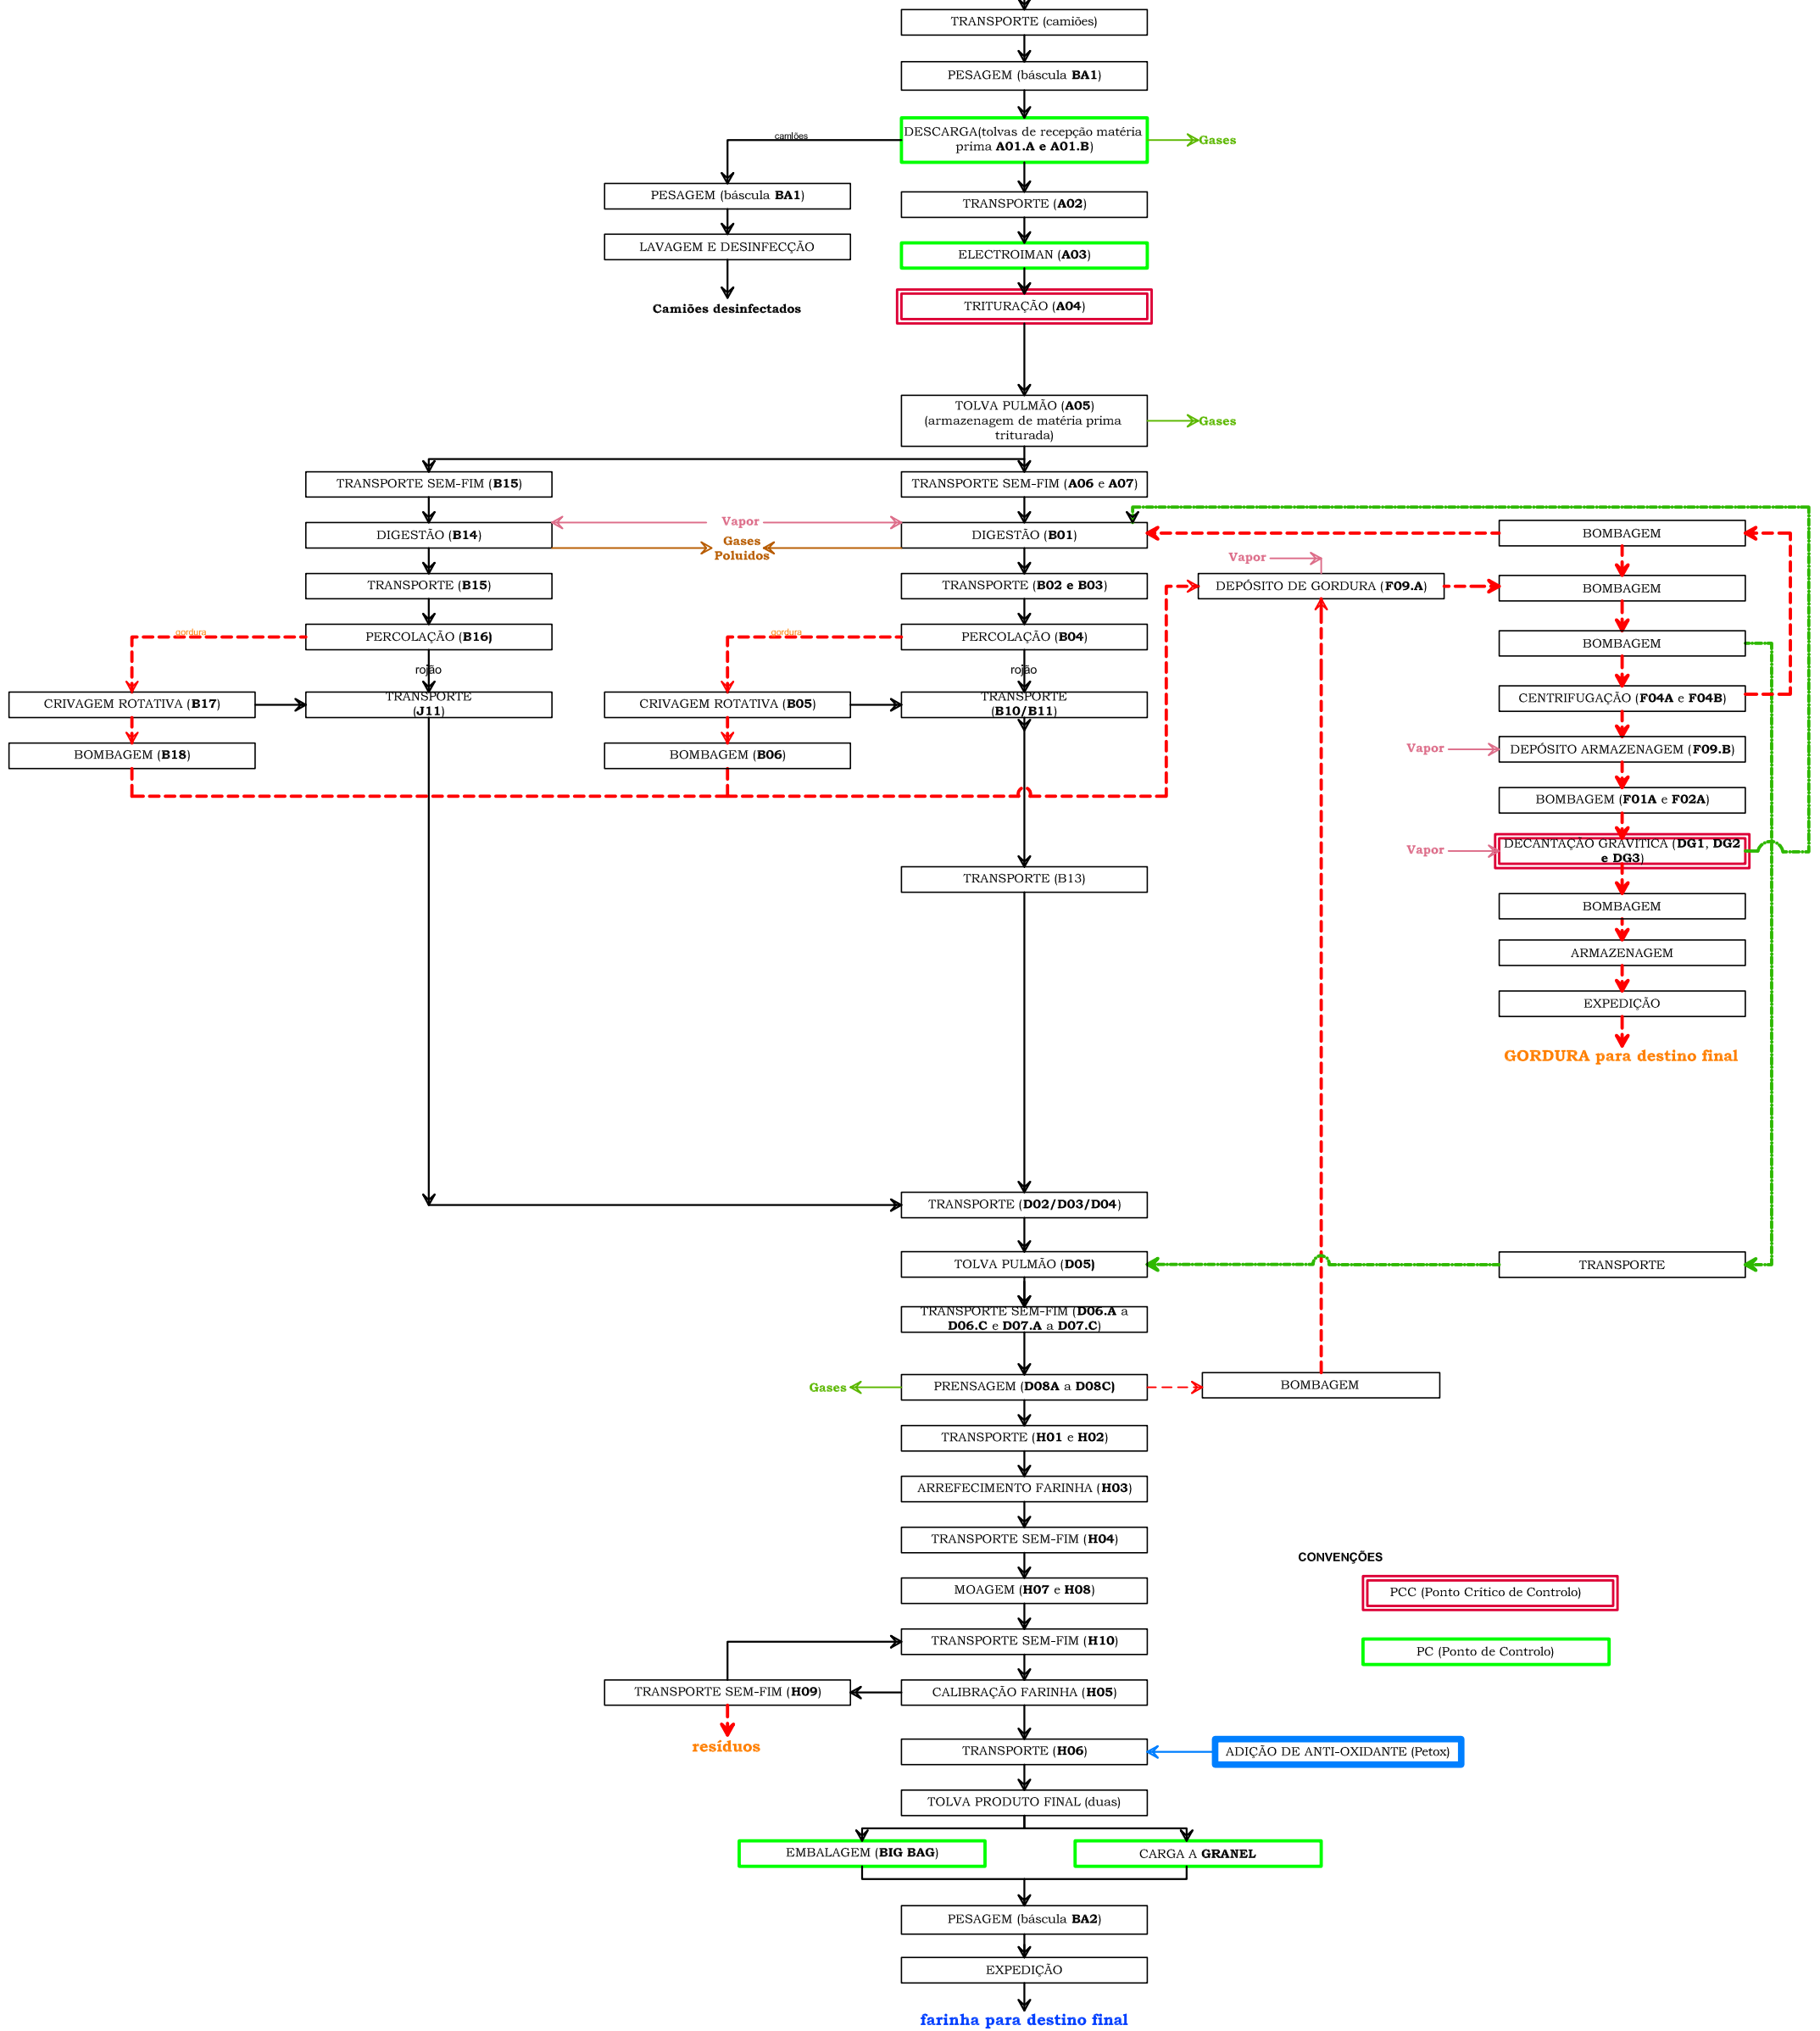 TRANSPORTE (camiões)
PESAGEM (báscula BA1)
DESCARGA(tolvas de recepção matéria
prima A01.A e A01.B)
Gases
camiões
PESAGEM (báscula BA1)
TRANSPORTE (A02)
LAVAGEM E DESINFECÇÃO
ELECTROIMAN (A03)
Camiões desinfectados
TRITURAÇÃO (A04)
TOLVA PULMÃO (A05)
(armazenagem de matéria prima
triturada)
Gases
TRANSPORTE SEM-FIM (B15)
TRANSPORTE SEM-FIM (A06 e A07)
DIGESTÃO (B14)
Vapor
Gases
Poluidos
DIGESTÃO (B01)
BOMBAGEM
Vapor
TRANSPORTE (B15)
TRANSPORTE (B02 e B03)
DEPÓSITO DE GORDURA (F09.A)
BOMBAGEM
gordura
PERCOLAÇÃO (B16)
gordura
PERCOLAÇÃO (B04)
BOMBAGEM
rojão
rojão
CRIVAGEM ROTATIVA (B17)
TRANSPORTE
(J11)
CRIVAGEM ROTATIVA (B05)
TRANSPORTE
(B10/B11)
CENTRIFUGAÇÃO (F04A e F04B)
BOMBAGEM (B18)
BOMBAGEM (B06)
Vapor
DEPÓSITO ARMAZENAGEM (F09.B)
BOMBAGEM (F01A e F02A)
Vapor
DECANTAÇÃO GRAVÍTICA (DG1, DG2
e DG3)
TRANSPORTE (B13)
BOMBAGEM
ARMAZENAGEM
EXPEDIÇÃO
GORDURA para destino final
TRANSPORTE (D02/D03/D04)
TOLVA PULMÃO (D05)
TRANSPORTE
TRANSPORTE SEM-FIM (D06.A a
D06.C e D07.A a D07.C)
Gases
PRENSAGEM (D08A a D08C)
BOMBAGEM
TRANSPORTE (H01 e H02)
ARREFECIMENTO FARINHA (H03)
TRANSPORTE SEM-FIM (H04)
CONVENÇÕES
MOAGEM (H07 e H08)
PCC (Ponto Crítico de Controlo)
TRANSPORTE SEM-FIM (H10)
PC (Ponto de Controlo)
TRANSPORTE SEM-FIM (H09)
CALIBRAÇÃO FARINHA (H05)
resíduos
TRANSPORTE (H06)
ADIÇÃO DE ANTI-OXIDANTE (Petox)
TOLVA PRODUTO FINAL (duas)
EMBALAGEM (BIG BAG)
CARGA A GRANEL
PESAGEM (báscula BA2)
EXPEDIÇÃO
farinha para destino final